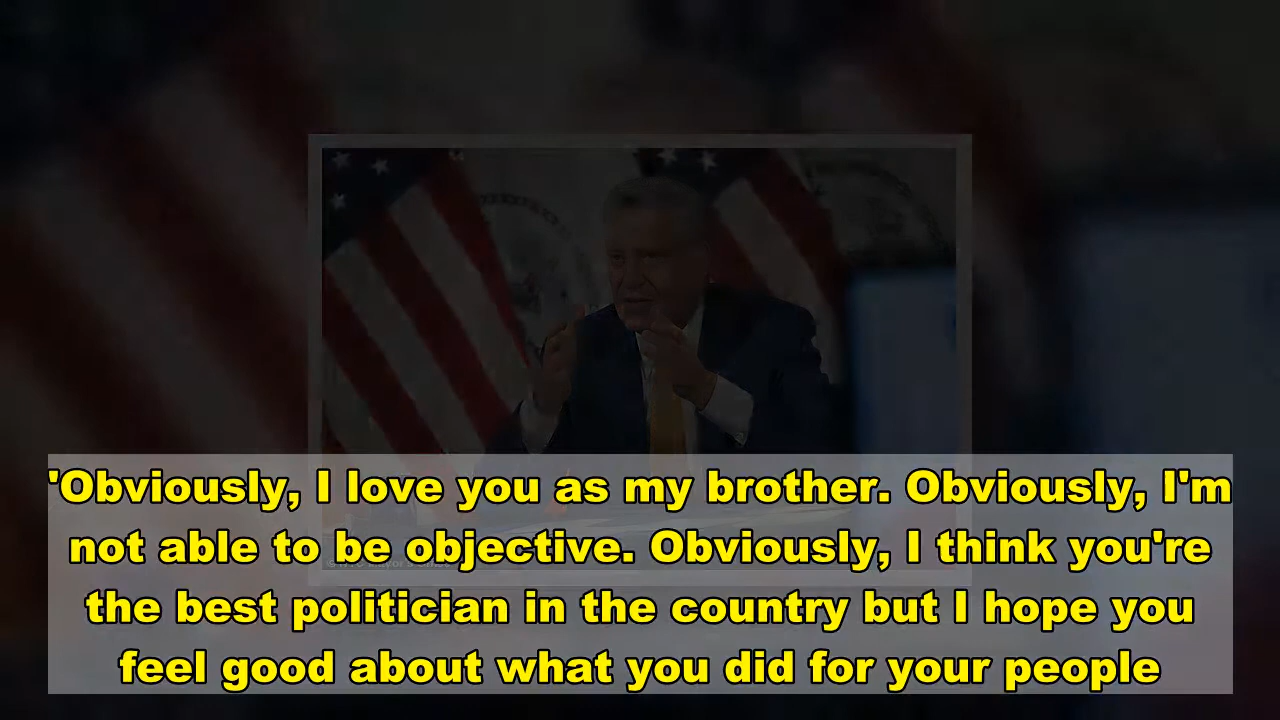 'Obviously, I love you as my brother. Obviously, I'm
not able to be objective. Obviously, I think you're
the best politician in the country but I hope you
feel good about what you did for your people